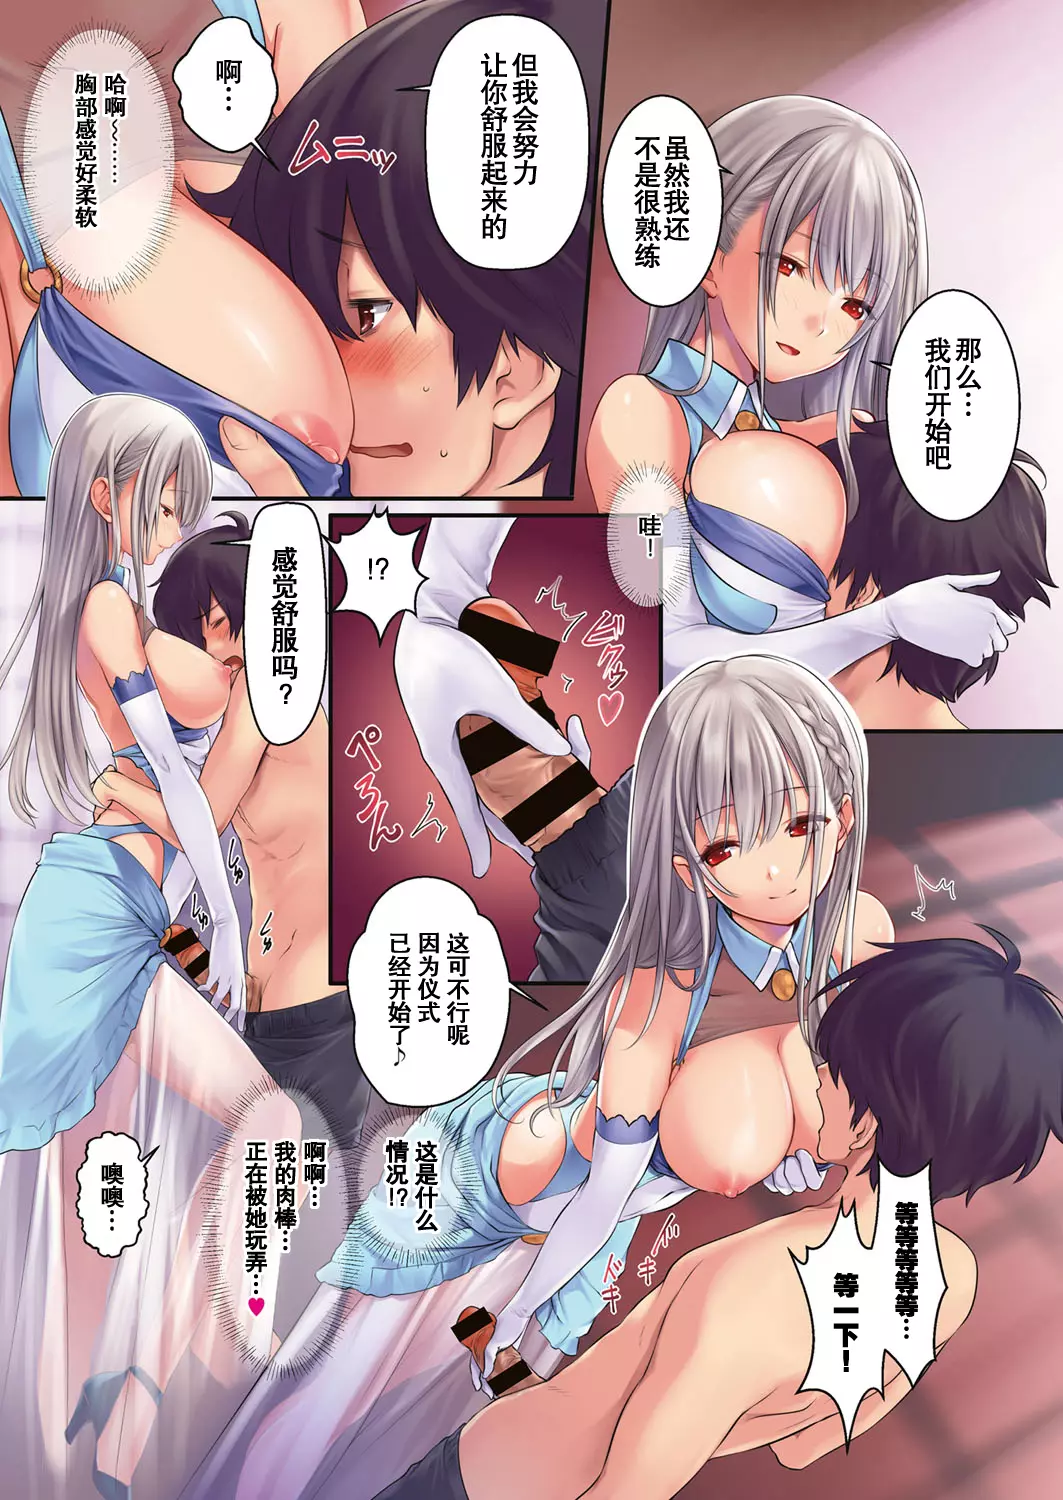 虽然我还
不是很熟练
那么…
我们开始吧
哇！
但我会努力
让你舒服起来的
ムニッ
啊…
哈啊～……
胸部感觉好柔软
ビクッ♡
!?
ぺろん
感觉舒服吗？
等等等等等…
等一下！
这可不行呢
因为仪式
已经开始了♪
这是什么
情况!?
ドキ
ドキ
啊啊…
我的肉棒…
正在被她玩弄…♥
噢噢…